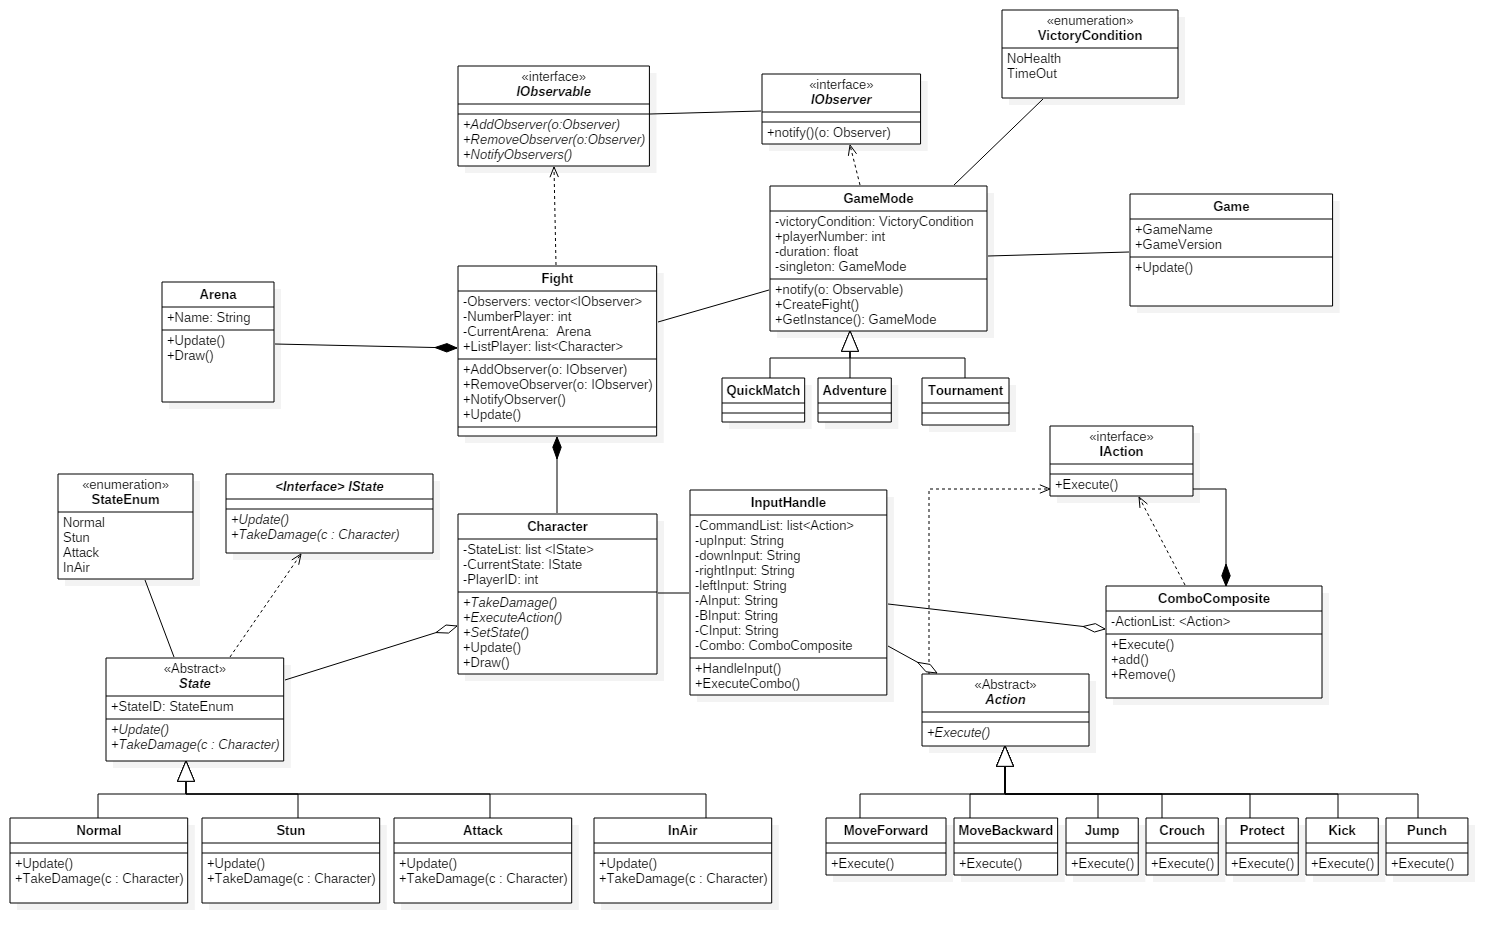 «enumeration»
VictoryCondition
NoHealth
TimeOut
«interface»
IObservable
+AddObserver(o:Observer)
+RemoveObserver(o:Observer)
+NotifyObservers()
«interface»
IObserver
+notify()(o: Observer)
GameMode
-victoryCondition: VictoryCondition
+playerNumber: int
-duration: float
-singleton: GameMode
+notify(o: Observable)
+CreateFight()
+GetInstance(): GameMode
Game
+GameName
+GameVersion
+Update()
Arena
+Name: String
+Update()
+Draw()
Fight
-Observers: vector<IObserver>
-NumberPlayer: int
-CurrentArena:  Arena
+ListPlayer: list<Character>
+AddObserver(o: IObserver)
+RemoveObserver(o: IObserver)
+NotifyObserver()
+Update()
QuickMatch
Adventure
Tournament
«interface»
IAction
+Execute()
«enumeration»
StateEnum
Normal
Stun
Attack
InAir
<Interface> IState
+Update()
+TakeDamage(c : Character)
Character
-StateList: list <IState>
-CurrentState: IState
-PlayerID: int
+TakeDamage()
+ExecuteAction()
+SetState()
+Update()
+Draw()
InputHandle
-CommandList: list<Action>
-upInput: String
-downInput: String
-rightInput: String
-leftInput: String
-AInput: String
-BInput: String
-CInput: String
-Combo: ComboComposite
+HandleInput()
+ExecuteCombo()
ComboComposite
-ActionList: <Action>
+Execute()
+add()
+Remove()
«Abstract»
State
+StateID: StateEnum
+Update()
+TakeDamage(c : Character)
«Abstract»
Action
+Execute()
Normal
+Update()
+TakeDamage(c : Character)
Stun
+Update()
+TakeDamage(c : Character)
Attack
+Update()
+TakeDamage(c : Character)
InAir
+Update()
+TakeDamage(c : Character)
MoveForward
+Execute()
MoveBackward
+Execute()
Jump
+Execute()
Crouch
+Execute()
Protect
+Execute()
Kick
+Execute()
Punch
+Execute()